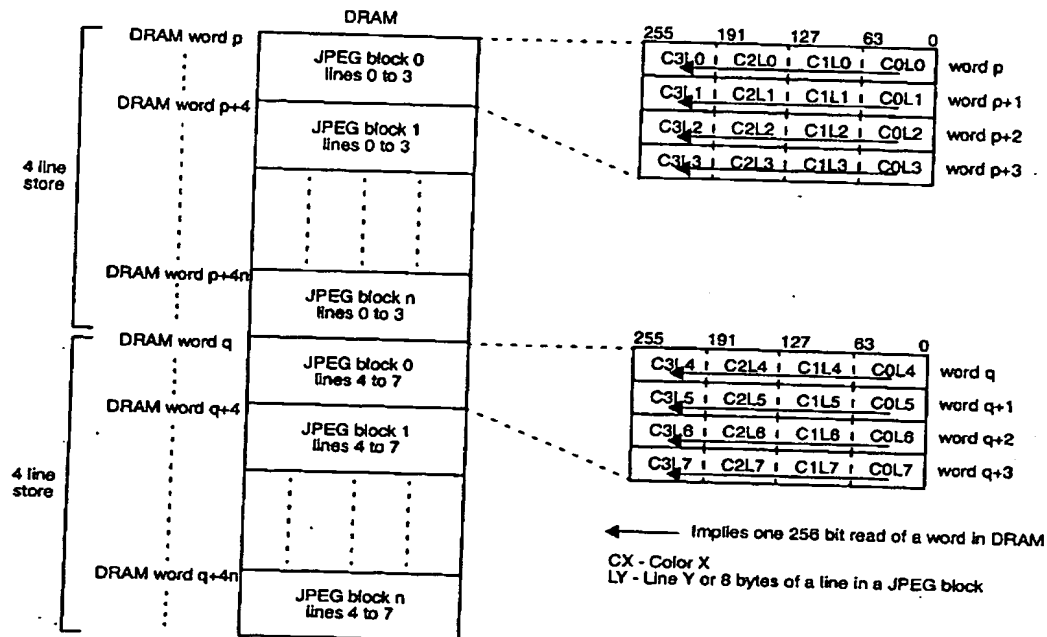 DRAM
DRAM word p
JPEG block 0
lines 0 to 3
DRAM word p+4
JPEG block 1
lines 0 to 3
4 line
store
DRAM word p+4n
JPEG block n
lines 0 to 3
DRAM word q
JPEG block 0
lines 4 to 7
DRAM word q+4
JPEG block 1
lines 4 to 7
4 line
store
DRAM word q+4n
JPEG block n
lines 4 to 7
255 191 127 63 0
C3L0 C2L0 C1L0 C0L0 word p
C3L1 C2L1 C1L1 C0L1 word p+1
C3L2 C2L2 C1L2 C0L2 word p+2
C3L3 C2L3 C1L3 C0L3 word p+3
255 191 127 63 0
C3L4 C2L4 C1L4 C0L4 word q
C3L5 C2L5 C1L5 C0L5 word q+1
C3L6 C2L6 C1L6 C0L6 word q+2
C3L7 C2L7 C1L7 C0L7 word q+3
Implies one 256 bit read of a word in DRAM
CX - Color X
LY - Line Y or 8 bytes of a line in a JPEG block